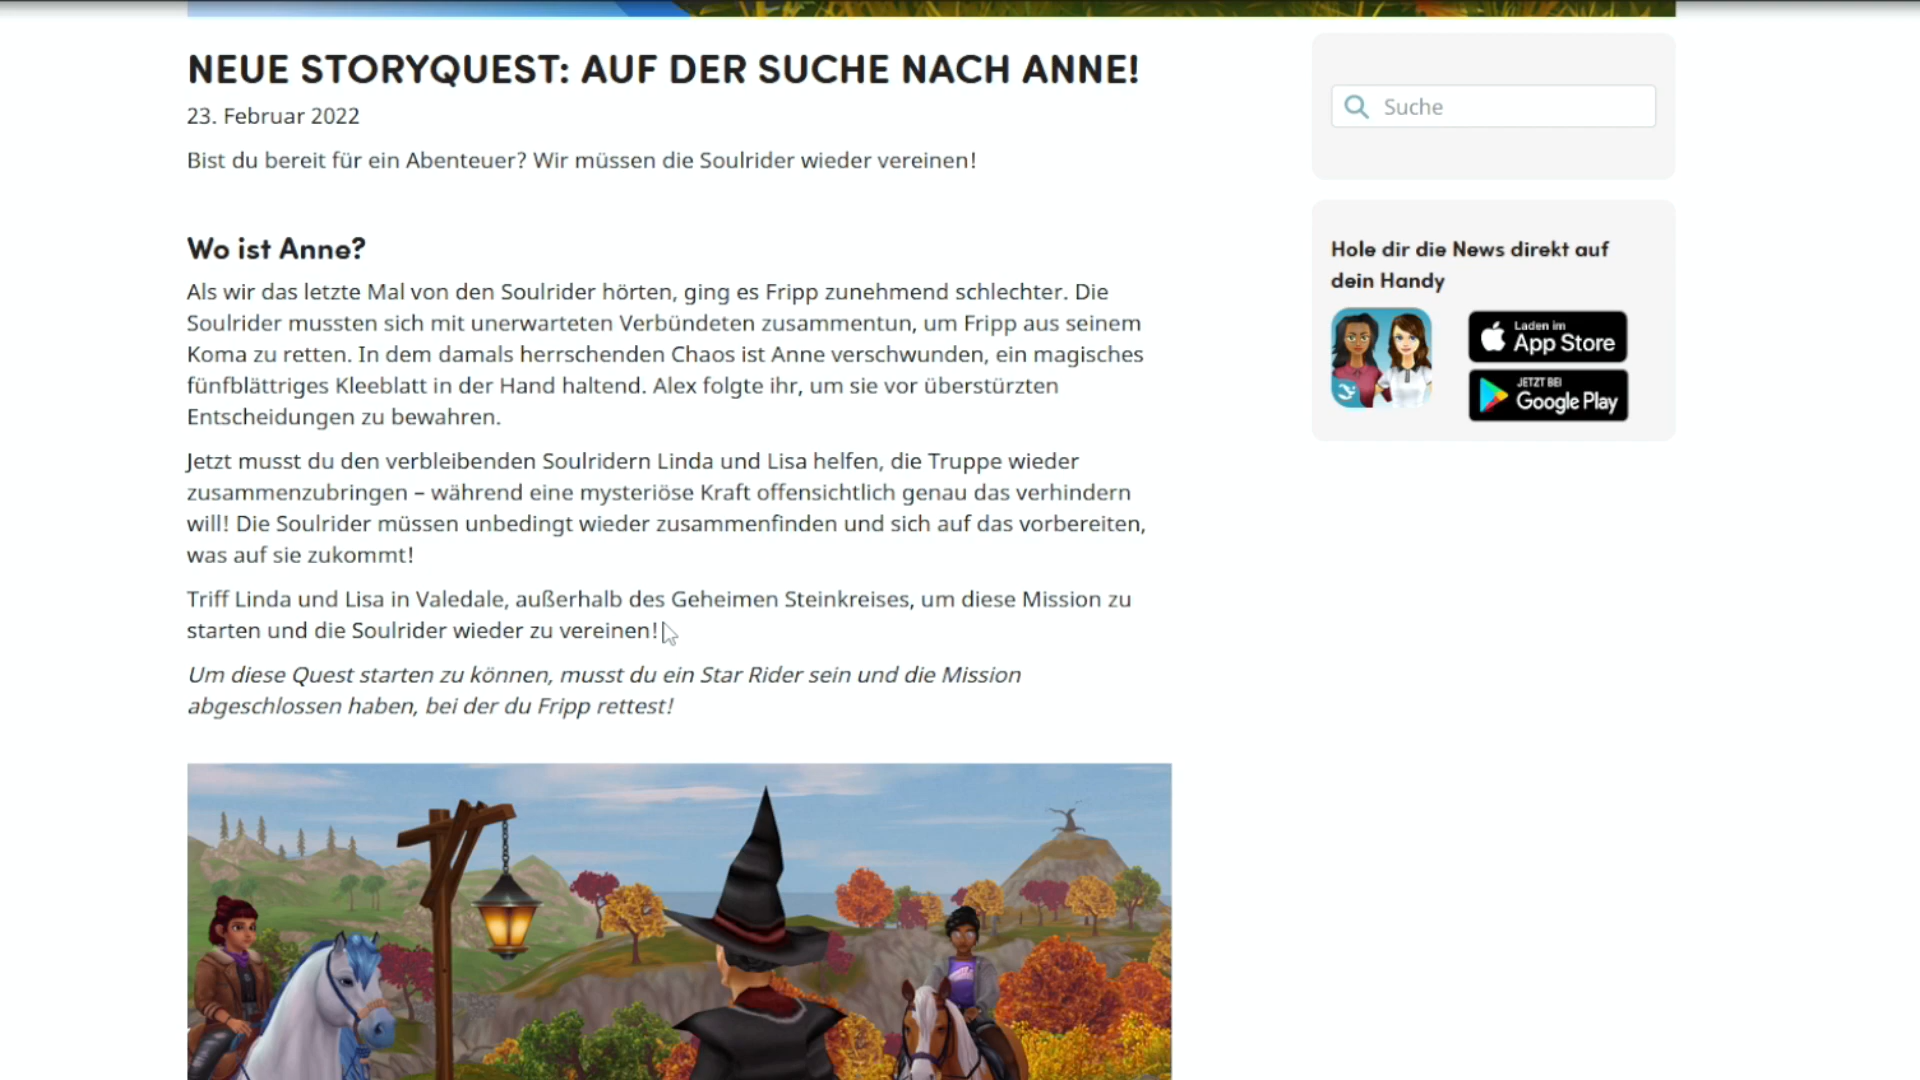 NEUE STORYQUEST: AUF DER SUCHE NACH ANNE!
23. Februar 2022
Bist du bereit für ein Abenteuer? Wir müssen die Soulrider wieder vereinen!
Wo ist Anne?
Als wir das letzte Mal von den Soulrider hörten, ging es Fripp zunehmend schlechter. Die
Soulrider mussten sich mit unerwarteten Verbündeten zusammentun, um Fripp aus seinem
Koma zu retten. In dem damals herrschenden Chaos ist Anne verschwunden, ein magisches
fünfblättriges Kleeblatt in der Hand haltend. Alex folgte ihr, um sie vor überstürzten
Entscheidungen zu bewahren.
Jetzt musst du den verbleibenden Soulridern Linda und Lisa helfen, die Truppe wieder
zusammenzubringen – während eine mysteriöse Kraft offensichtlich genau das verhindern
will! Die Soulrider müssen unbedingt wieder zusammenfinden und sich auf das vorbereiten,
was auf sie zukommt!
Triff Linda und Lisa in Valedale, außerhalb des Geheimen Steinkreises, um diese Mission zu
starten und die Soulrider wieder zu vereinen!
Um diese Quest starten zu können, musst du ein Star Rider sein und die Mission
abgeschlossen haben, bei der du Fripp rettest!
Suche
Hole dir die News direkt auf
dein Handy
Laden im
App Store
JETZT BEI
Google Play